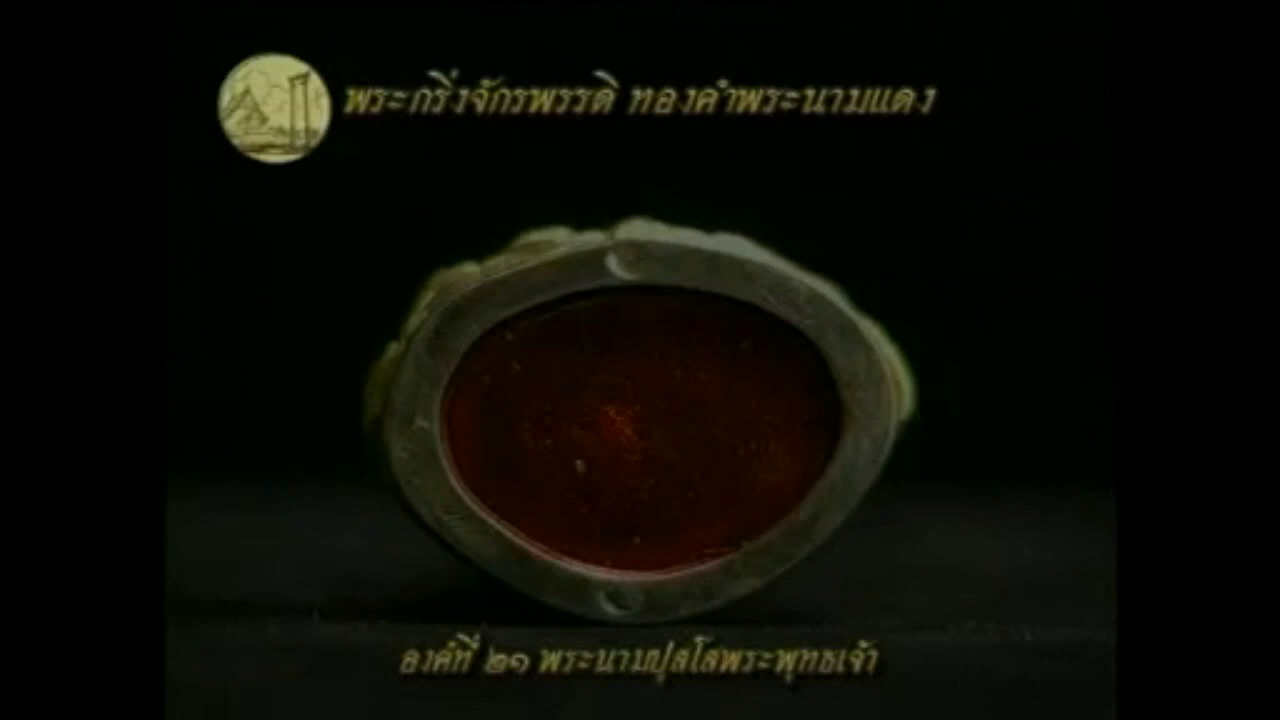 พระกริ่งจักรพรรดิ ทองคำพระนามแดง
องค์ที่ ๒๑ พระนามปุสโสพระพุทธเจ้า